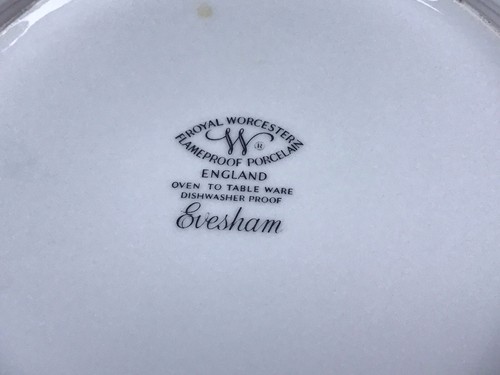 ROYAL WORCESTER
W
FLAMEPROOF PORCELAIN
ENGLAND
OVEN TO TABLE WARE
DISHWASHER PROOF
Evesham